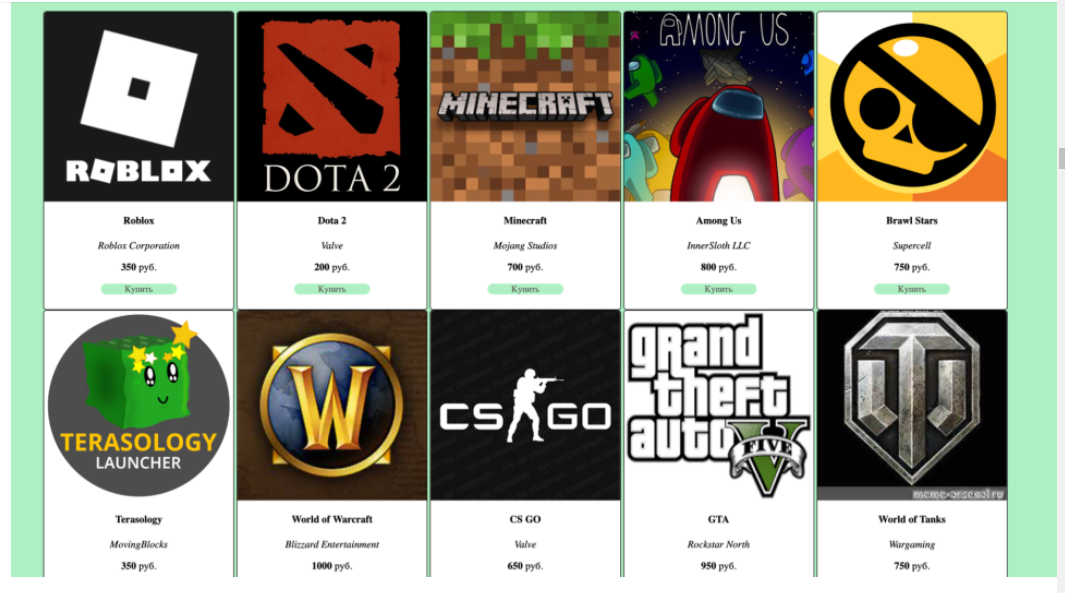 ROBLOX
DOTA 2
MINECRAFT
AMONG US
Roblox
Dota 2
Minecraft
Among Us
Brawl Stars
Roblox Corporation
Valve
Mojang Studios
InnerSloth LLC
Supercell
350 руб.
200 руб.
700 руб.
800 руб.
750 руб.
Купить
Купить
Купить
Купить
Купить
TERASOLOGY
LAUNCHER
W
CS GO
grand
theft
auto
V
FIVE
meme-arsenal.ru
Terasology
World of Warcraft
CS GO
GTA
World of Tanks
MovingBlocks
Blizzard Entertainment
Valve
Rockstar North
Wargaming
350 руб.
1000 руб.
650 руб.
950 руб.
750 руб.